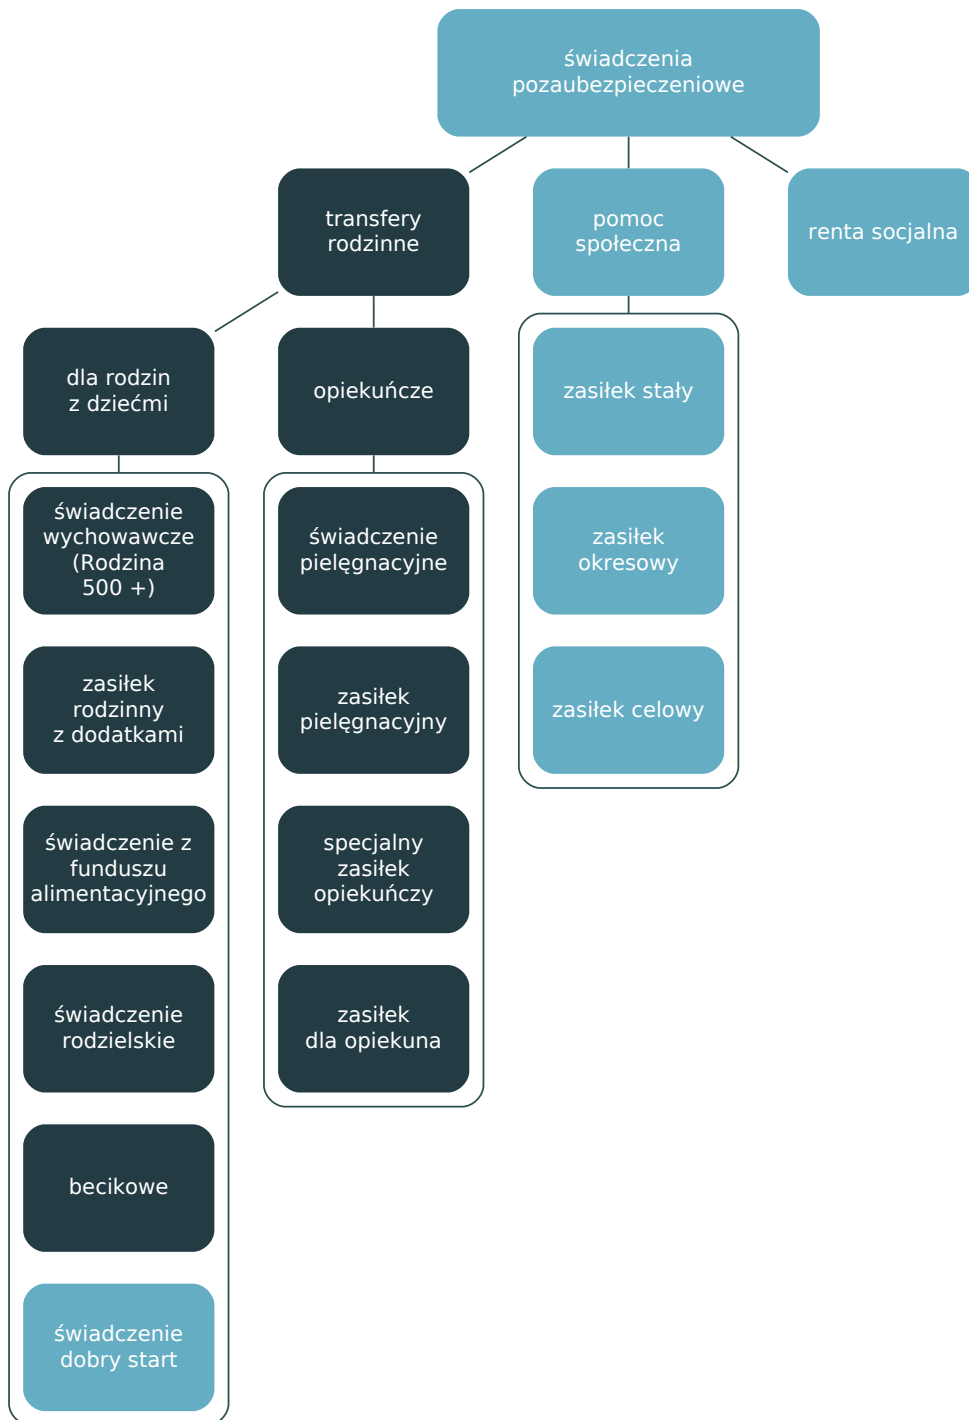 świadczenia
pozaubezpieczeniowe
transfery
rodzinne
pomoc
społeczna
renta socjalna
dla rodzin
z dziećmi
opiekuńcze
zasiłek stały
świadczenie
wychowawcze
(Rodzina
500 +)
świadczenie
pielęgnacyjne
zasiłek
okresowy
zasiłek
rodzinny
z dodatkami
zasiłek
pielęgnacyjny
zasiłek celowy
świadczenie z
funduszu
alimentacyjnego
specjalny
zasiłek
opiekuńczy
świadczenie
rodzielskie
zasiłek
dla opiekuna
becikowe
świadczenie
dobry start